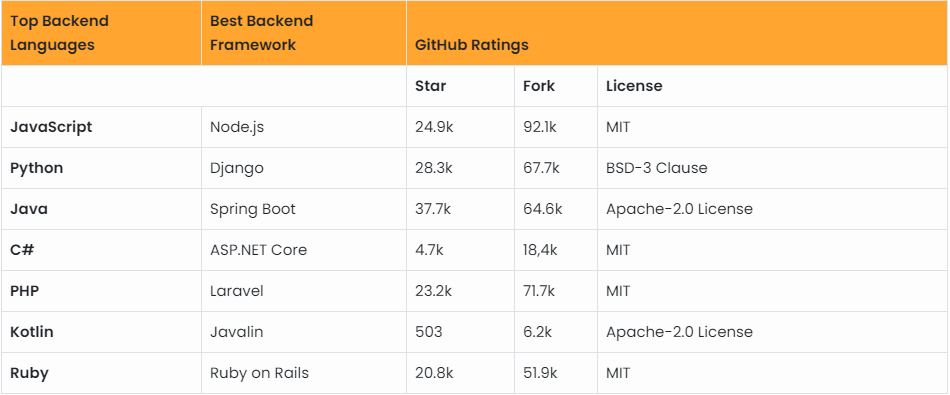 Top Backend Languages Best Backend Framework GitHub Ratings
Star Fork License
JavaScript Node.js 24.9k 92.1k MIT
Python Django 28.3k 67.7k BSD-3 Clause
Java Spring Boot 37.7k 64.6k Apache-2.0 License
C# ASP.NET Core 4.7k 18,4k MIT
PHP Laravel 23.2k 71.7k MIT
Kotlin Javalin 503 6.2k Apache-2.0 License
Ruby Ruby on Rails 20.8k 51.9k MIT